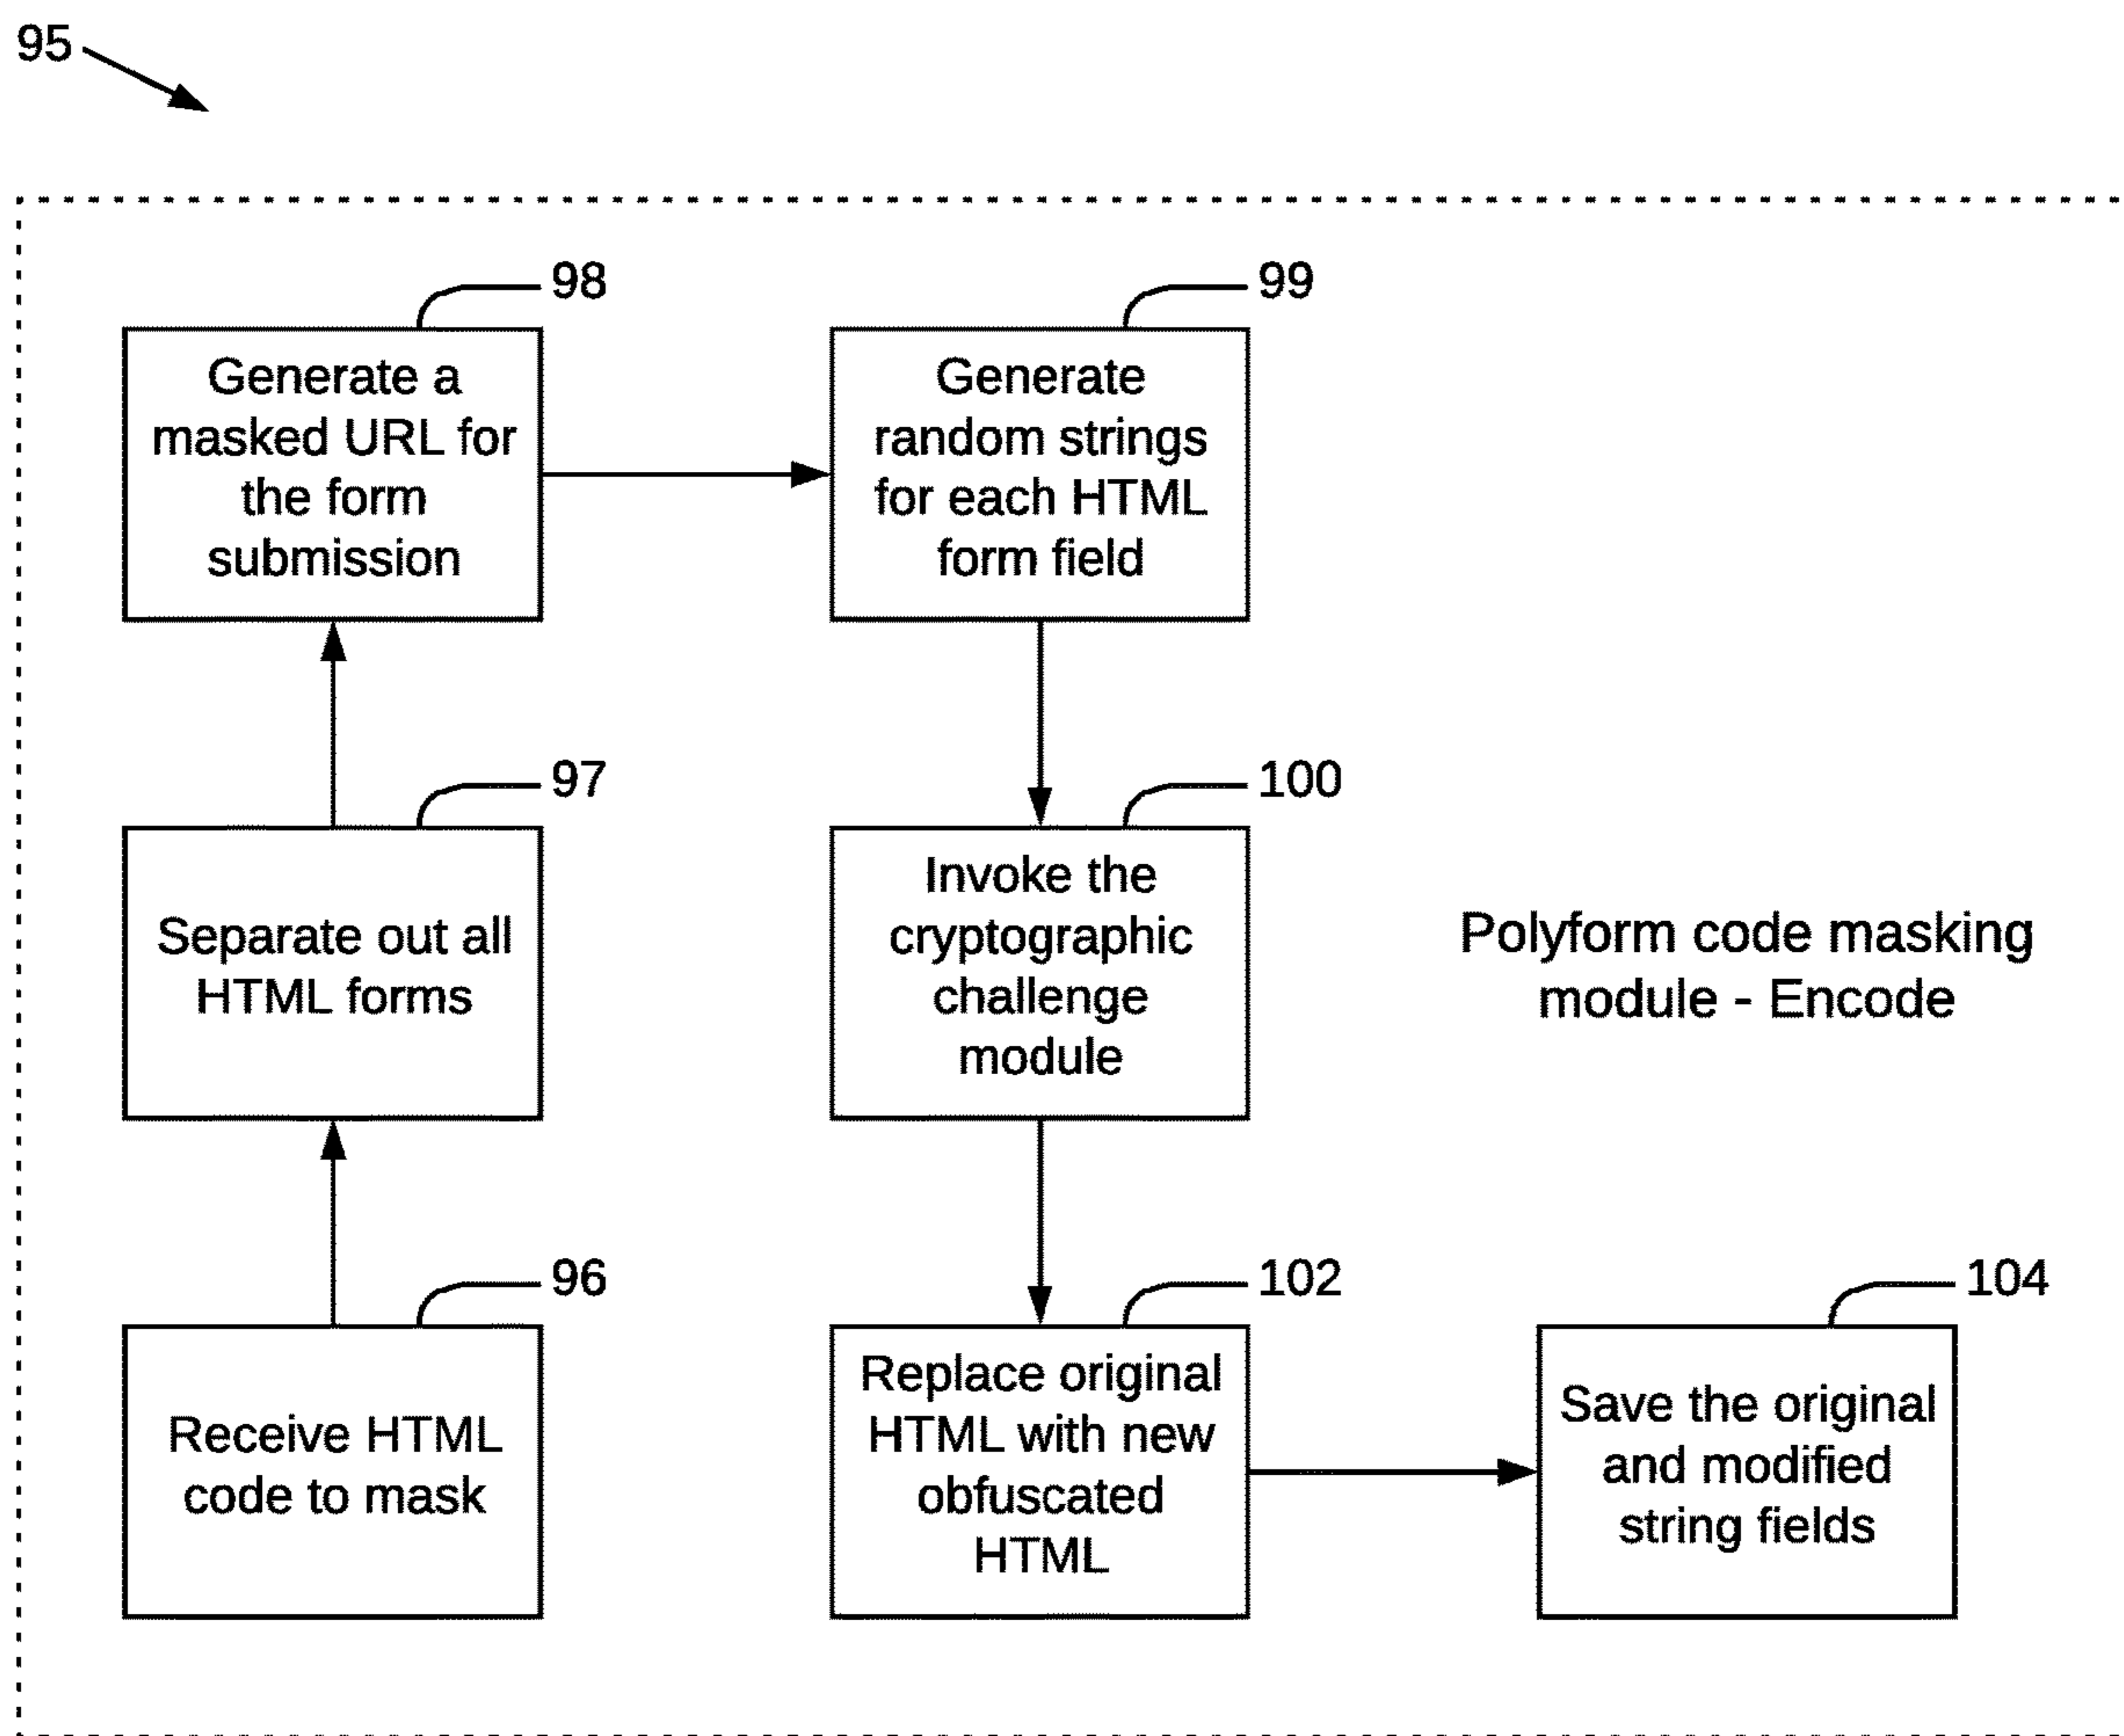 95
98
Generate a
masked URL for
the form
submission
99
Generate
random strings
for each HTML
form field
97
Separate out all
HTML forms
100
Invoke the
cryptographic
challenge
module
Polyform code masking
module - Encode
96
Receive HTML
code to mask
102
Replace original
HTML with new
obfuscated
HTML
104
Save the original
and modified
string fields